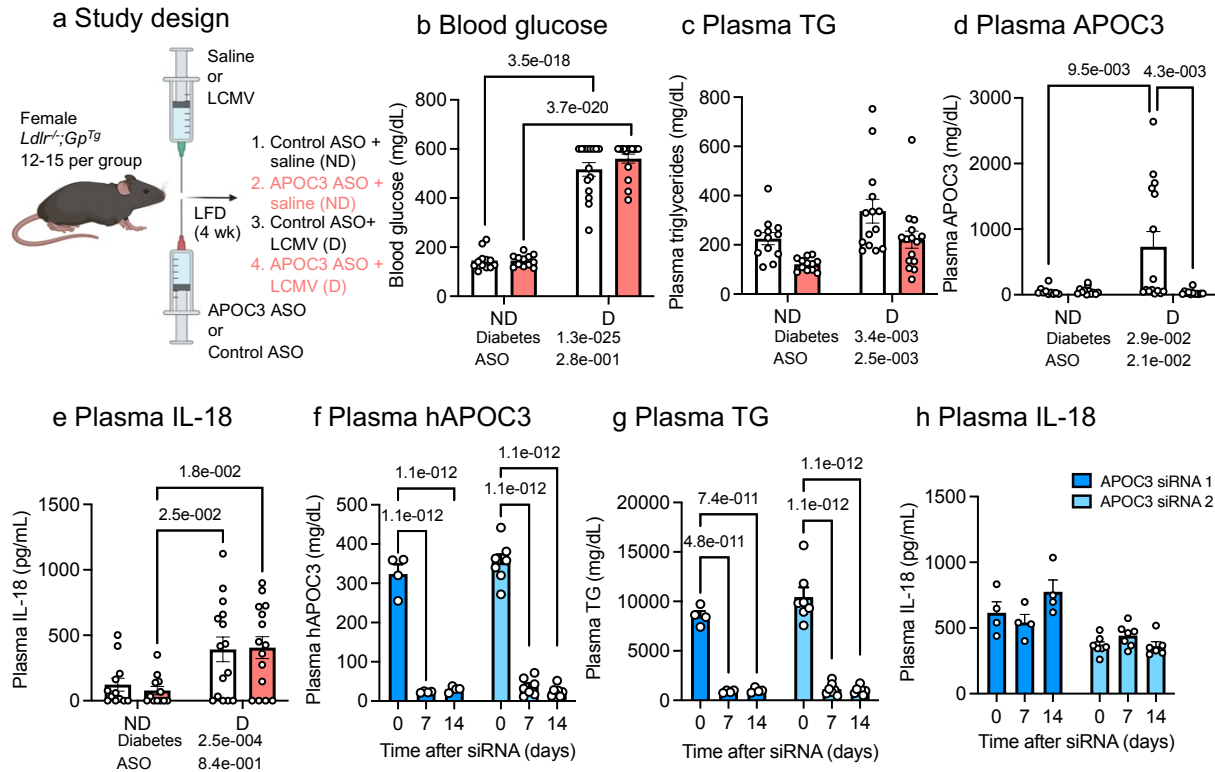 a Study design
Saline
or
LCMV
Female
Ldlr-/-;GpTg
12-15 per group
LFD
(4 wk)
1. Control ASO +
saline (ND)
2. APOC3 ASO +
saline (ND)
3. Control ASO+
LCMV (D)
4. APOC3 ASO +
LCMV (D)
APOC3 ASO
or
Control ASO
b Blood glucose
3.5e-018
3.7e-020
Blood glucose (mg/dL)
800
600
400
200
0
ND D
Diabetes 1.3e-025
ASO 2.8e-001
c Plasma TG
Plasma triglycerides (mg/dL)
800
600
400
200
0
ND D
Diabetes 3.4e-003
ASO 2.5e-003
d Plasma APOC3
9.5e-003 4.3e-003
Plasma APOC3 (mg/dL)
3000
2000
1000
0
ND D
Diabetes 2.9e-002
ASO 2.1e-002
e Plasma IL-18
1.8e-002
2.5e-002
Plasma IL-18 (pg/mL)
1500
1000
500
0
ND D
Diabetes 2.5e-004
ASO 8.4e-001
f Plasma hAPOC3
1.1e-012
1.1e-012
1.1e-012
1.1e-012
Plasma hAPOC3 (mg/dL)
500
400
300
200
100
0
0 7 14 0 7 14
Time after siRNA (days)
g Plasma TG
1.1e-012
7.4e-011
1.1e-012
4.8e-011
Plasma TG (mg/dL)
20000
15000
10000
5000
0
0 7 14 0 7 14
Time after siRNA (days)
h Plasma IL-18
APOC3 siRNA 1
APOC3 siRNA 2
Plasma IL-18 (pg/mL)
1500
1000
500
0
0 7 14 0 7 14
Time after siRNA (days)